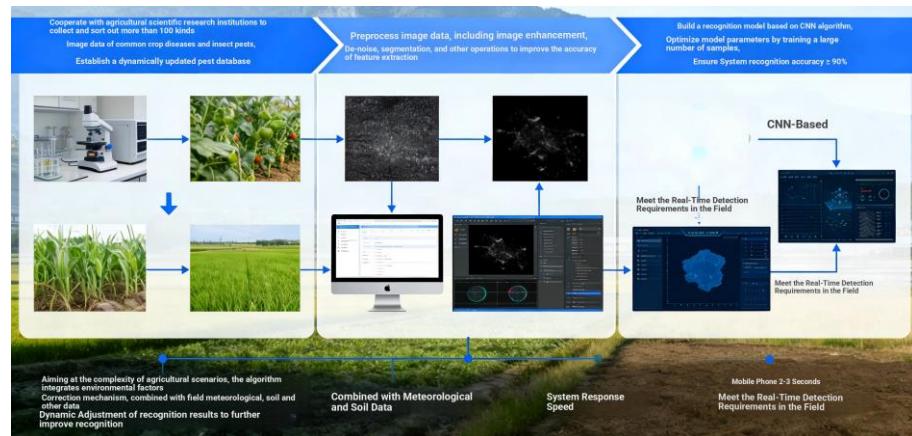 Cooperate with agricultural scientific research institutions to
collect and sort out more than 100 kinds
Image data of common crop diseases and insect pests,
Establish a dynamically updated pest database
Preprocess image data, including image enhancement,
De-noise, segmentation, and other operations to improve the accuracy
of feature extraction
Build a recognition model based on CNN algorithm,
Optimize model parameters by training a large
number of samples,
Ensure System recognition accuracy ≥ 90%
CNN-Based
Meet the Real-Time Detection
Requirements in the Field
Meet the Real-Time Detection
Requirements in the Field
Aiming at the complexity of agricultural scenarios, the algorithm
integrates environmental factors
Correction mechanism, combined with field meteorological, soil and
other data
Dynamic Adjustment of recognition results to further
improve recognition
Combined with Meteorological
and Soil Data
System Response
Speed
Mobile Phone 2-3 Seconds
Meet the Real-Time Detection
Requirements in the Field